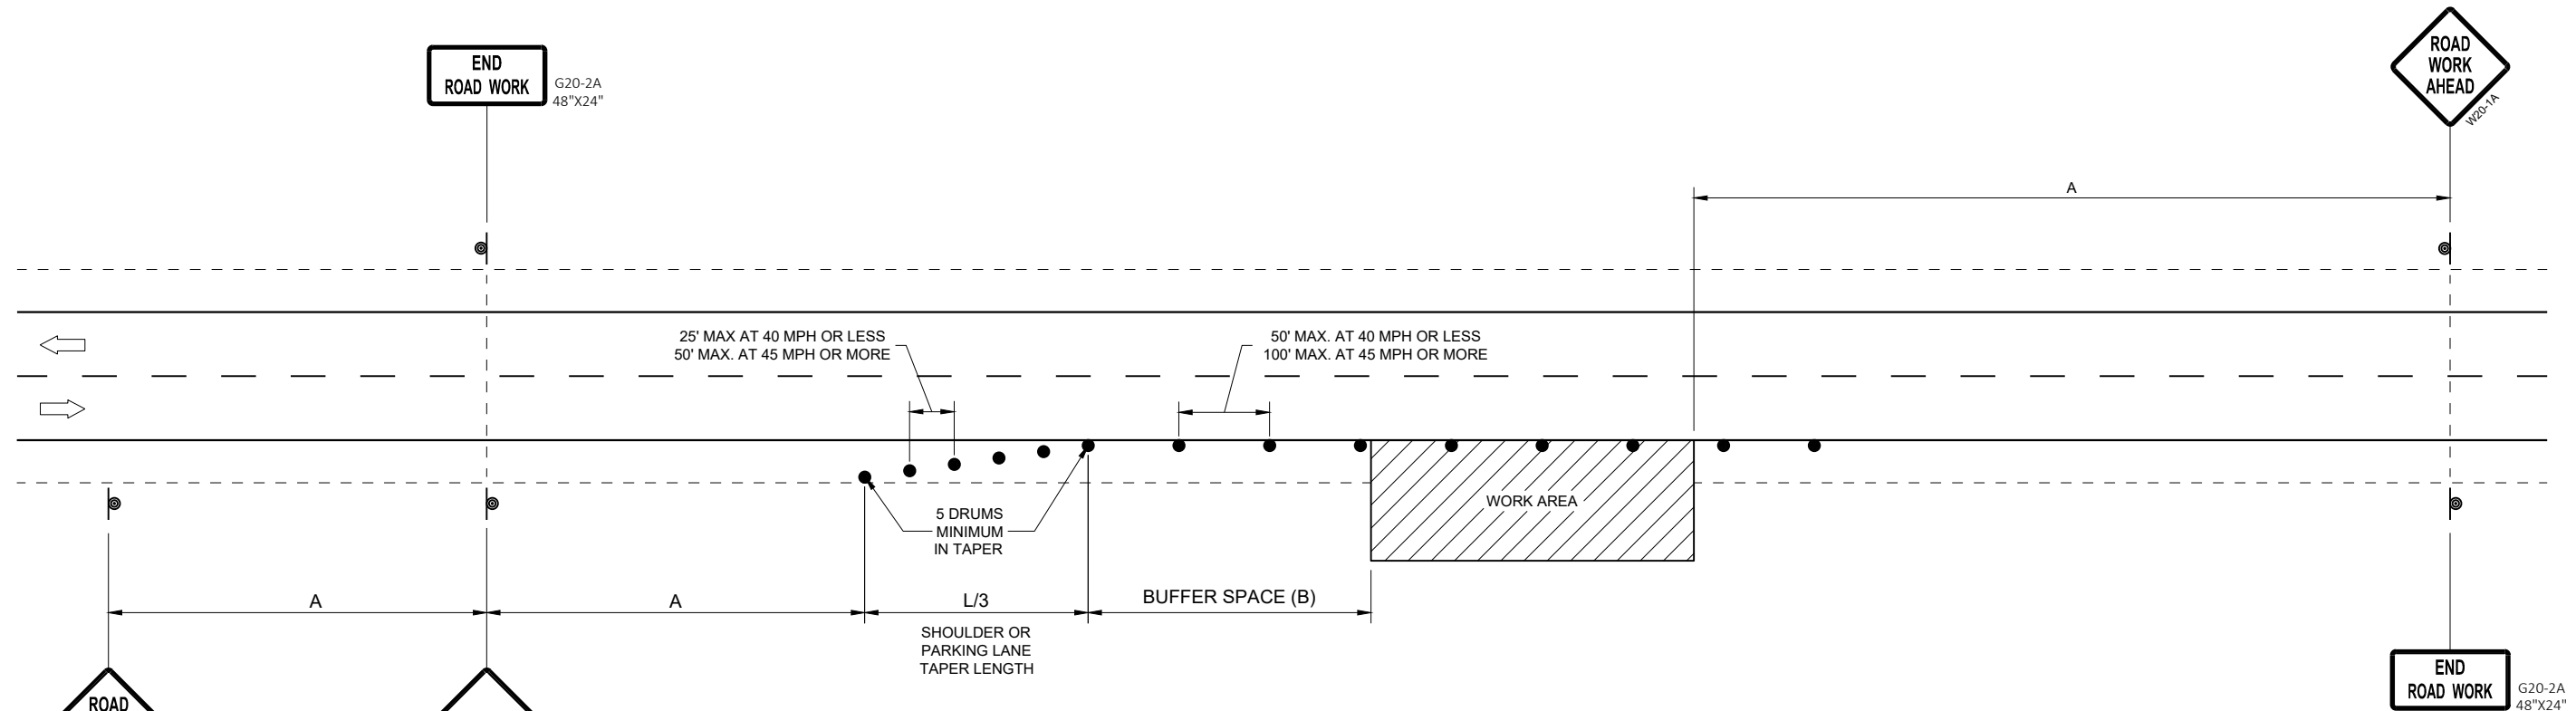 END
ROAD WORK
G20-2A
48"X24"
ROAD
WORK
AHEAD
W20-1A
A
25' MAX AT 40 MPH OR LESS
50' MAX. AT 45 MPH OR MORE
50' MAX. AT 40 MPH OR LESS
100' MAX. AT 45 MPH OR MORE
5 DRUMS
MINIMUM
IN TAPER
WORK AREA
A
A
L/3
BUFFER SPACE (B)
SHOULDER OR
PARKING LANE
TAPER LENGTH
ROAD
END
ROAD WORK
G20-2A
48"X24"